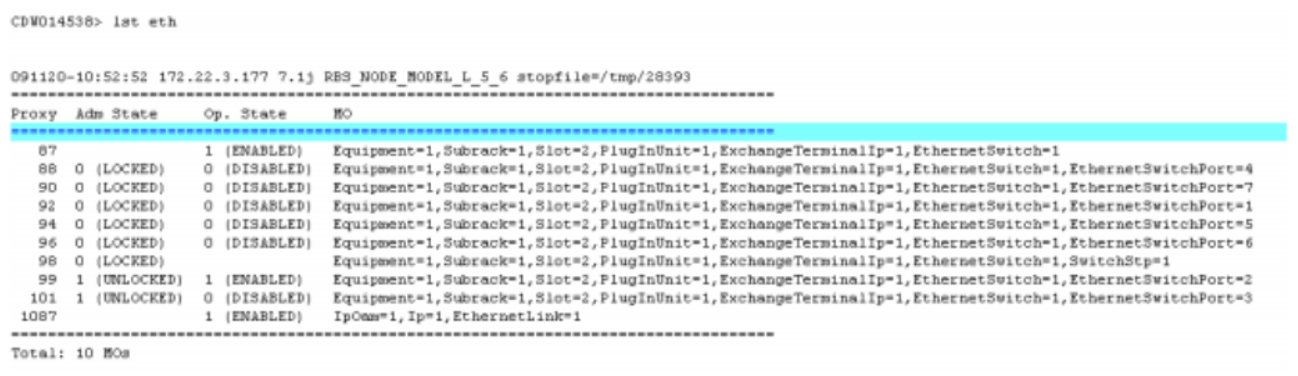 CDW014538> lst eth
091120-10:52:52 172.22.3.177 7.1j RBS_NODE_MODEL_L_5_6 stopfile=/tmp/28393
===================================================================================
Proxy  Adm State     Op. State     MO
===================================================================================
   87                1 (ENABLED)   Equipment=1,Subrack=1,Slot=2,PlugInUnit=1,ExchangeTerminalIp=1,EthernetSwitch=1
   88  0 (LOCKED)    0 (DISABLED)  Equipment=1,Subrack=1,Slot=2,PlugInUnit=1,ExchangeTerminalIp=1,EthernetSwitch=1,EthernetSwitchPort=4
   90  0 (LOCKED)    0 (DISABLED)  Equipment=1,Subrack=1,Slot=2,PlugInUnit=1,ExchangeTerminalIp=1,EthernetSwitch=1,EthernetSwitchPort=7
   92  0 (LOCKED)    0 (DISABLED)  Equipment=1,Subrack=1,Slot=2,PlugInUnit=1,ExchangeTerminalIp=1,EthernetSwitch=1,EthernetSwitchPort=1
   94  0 (LOCKED)    0 (DISABLED)  Equipment=1,Subrack=1,Slot=2,PlugInUnit=1,ExchangeTerminalIp=1,EthernetSwitch=1,EthernetSwitchPort=5
   96  0 (LOCKED)    0 (DISABLED)  Equipment=1,Subrack=1,Slot=2,PlugInUnit=1,ExchangeTerminalIp=1,EthernetSwitch=1,EthernetSwitchPort=6
   98  0 (LOCKED)                  Equipment=1,Subrack=1,Slot=2,PlugInUnit=1,ExchangeTerminalIp=1,EthernetSwitch=1,SwitchStp=1
   99  1 (UNLOCKED)  1 (ENABLED)   Equipment=1,Subrack=1,Slot=2,PlugInUnit=1,ExchangeTerminalIp=1,EthernetSwitch=1,EthernetSwitchPort=2
  101  1 (UNLOCKED)  0 (DISABLED)  Equipment=1,Subrack=1,Slot=2,PlugInUnit=1,ExchangeTerminalIp=1,EthernetSwitch=1,EthernetSwitchPort=3
 1087                1 (ENABLED)   IpOam=1,Ip=1,EthernetLink=1
===================================================================================
Total: 10 MOs